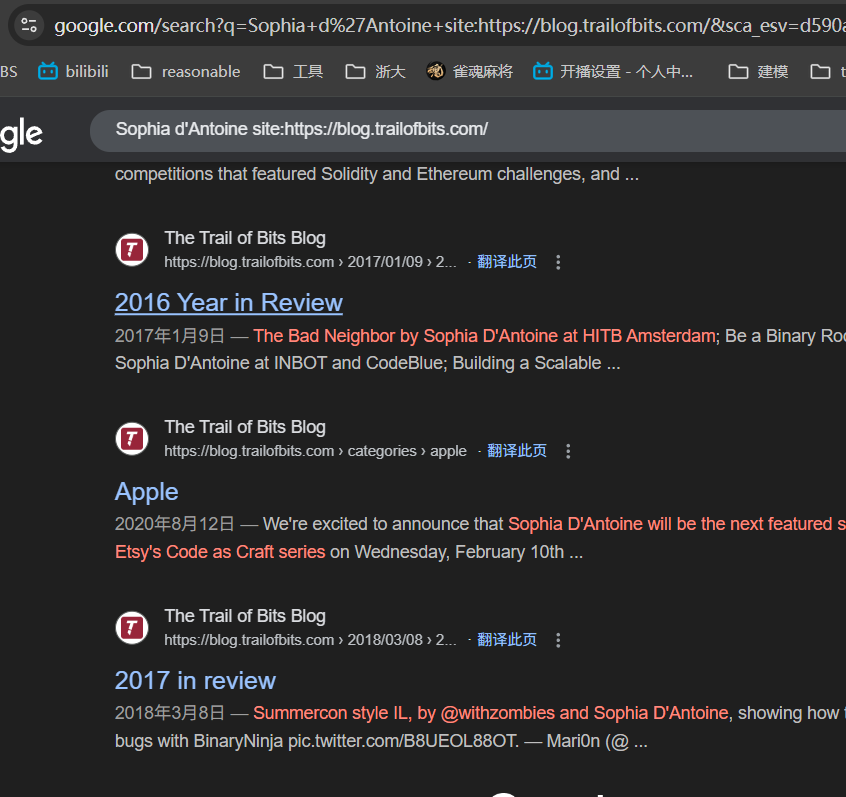 google.com/search?q=Sophia+d%27Antoine+site:https://blog.trailofbits.com/&sca_esv=d590a
BS bilibili reasonable 工具 浙大 雀魂麻将 开播设置 - 个人中... 建模 t
gle Sophia d'Antoine site:https://blog.trailofbits.com/
competitions that featured Solidity and Ethereum challenges, and ...
The Trail of Bits Blog
https://blog.trailofbits.com › 2017/01/09 › 2... · 翻译此页
2016 Year in Review
2017年1月9日 — The Bad Neighbor by Sophia D'Antoine at HITB Amsterdam; Be a Binary Roc
Sophia D'Antoine at INBOT and CodeBlue; Building a Scalable ...
The Trail of Bits Blog
https://blog.trailofbits.com › categories › apple · 翻译此页
Apple
2020年8月12日 — We're excited to announce that Sophia D'Antoine will be the next featured s
Etsy's Code as Craft series on Wednesday, February 10th ...
The Trail of Bits Blog
https://blog.trailofbits.com › 2018/03/08 › 2... · 翻译此页
2017 in review
2018年3月8日 — Summercon style IL, by @withzombies and Sophia D'Antoine, showing how
bugs with BinaryNinja pic.twitter.com/B8UEOL88OT. — Mari0n (@ ...